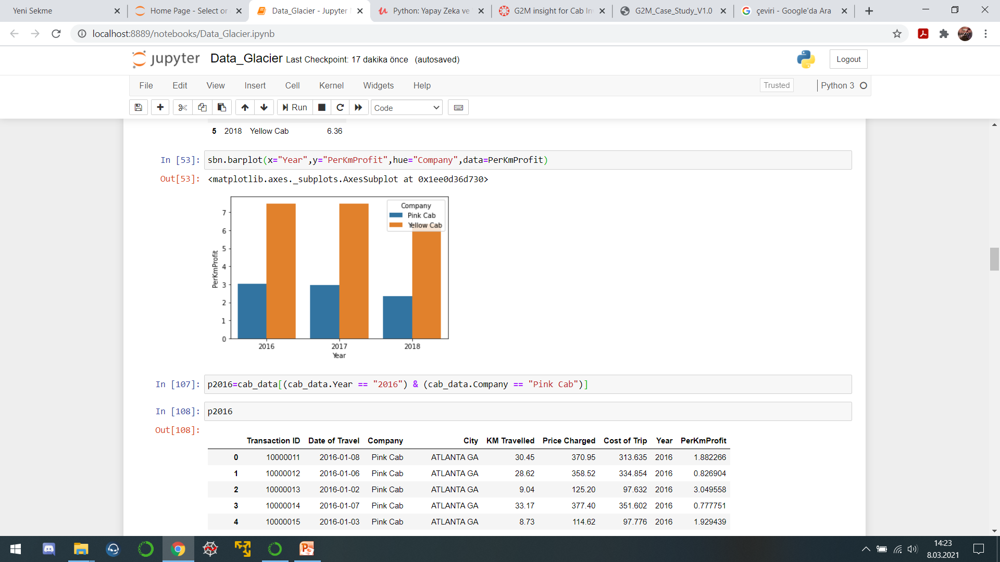 Yeni Sekme
Home Page - Select or
Data_Glacier - Jupyter
Python: Yapay Zeka ve
G2M insight for Cab In
G2M_Case_Study_V1.0
çeviri - Google'da Ara
localhost:8889/notebooks/Data_Glacier.ipynb
jupyter Data_Glacier Last Checkpoint: 17 dakika önce (autosaved)
Logout
File Edit View Insert Cell Kernel Widgets Help
Trusted Python 3
Run Code
5 2018 Yellow Cab 6.36
In [53]: sbn.barplot(x="Year",y="PerKmProfit",hue="Company",data=PerKmProfit)
Out[53]: <matplotlib.axes._subplots.AxesSubplot at 0x1ee0d36d730>
Company
Pink Cab
Yellow Cab
7
6
5
4
3
2
1
0
PerKmProfit
2016 2017 2018
Year
In [107]: p2016=cab_data[(cab_data.Year == "2016") & (cab_data.Company == "Pink Cab")]
In [108]: p2016
Out[108]:
Transaction ID Date of Travel Company City KM Travelled Price Charged Cost of Trip Year PerKmProfit
0 10000011 2016-01-08 Pink Cab ATLANTA GA 30.45 370.95 313.635 2016 1.882266
1 10000012 2016-01-06 Pink Cab ATLANTA GA 28.62 358.52 334.854 2016 0.826904
2 10000013 2016-01-02 Pink Cab ATLANTA GA 9.04 125.20 97.632 2016 3.049558
3 10000014 2016-01-07 Pink Cab ATLANTA GA 33.17 377.40 351.602 2016 0.777751
4 10000015 2016-01-03 Pink Cab ATLANTA GA 8.73 114.62 97.776 2016 1.929439
14:23
8.03.2021